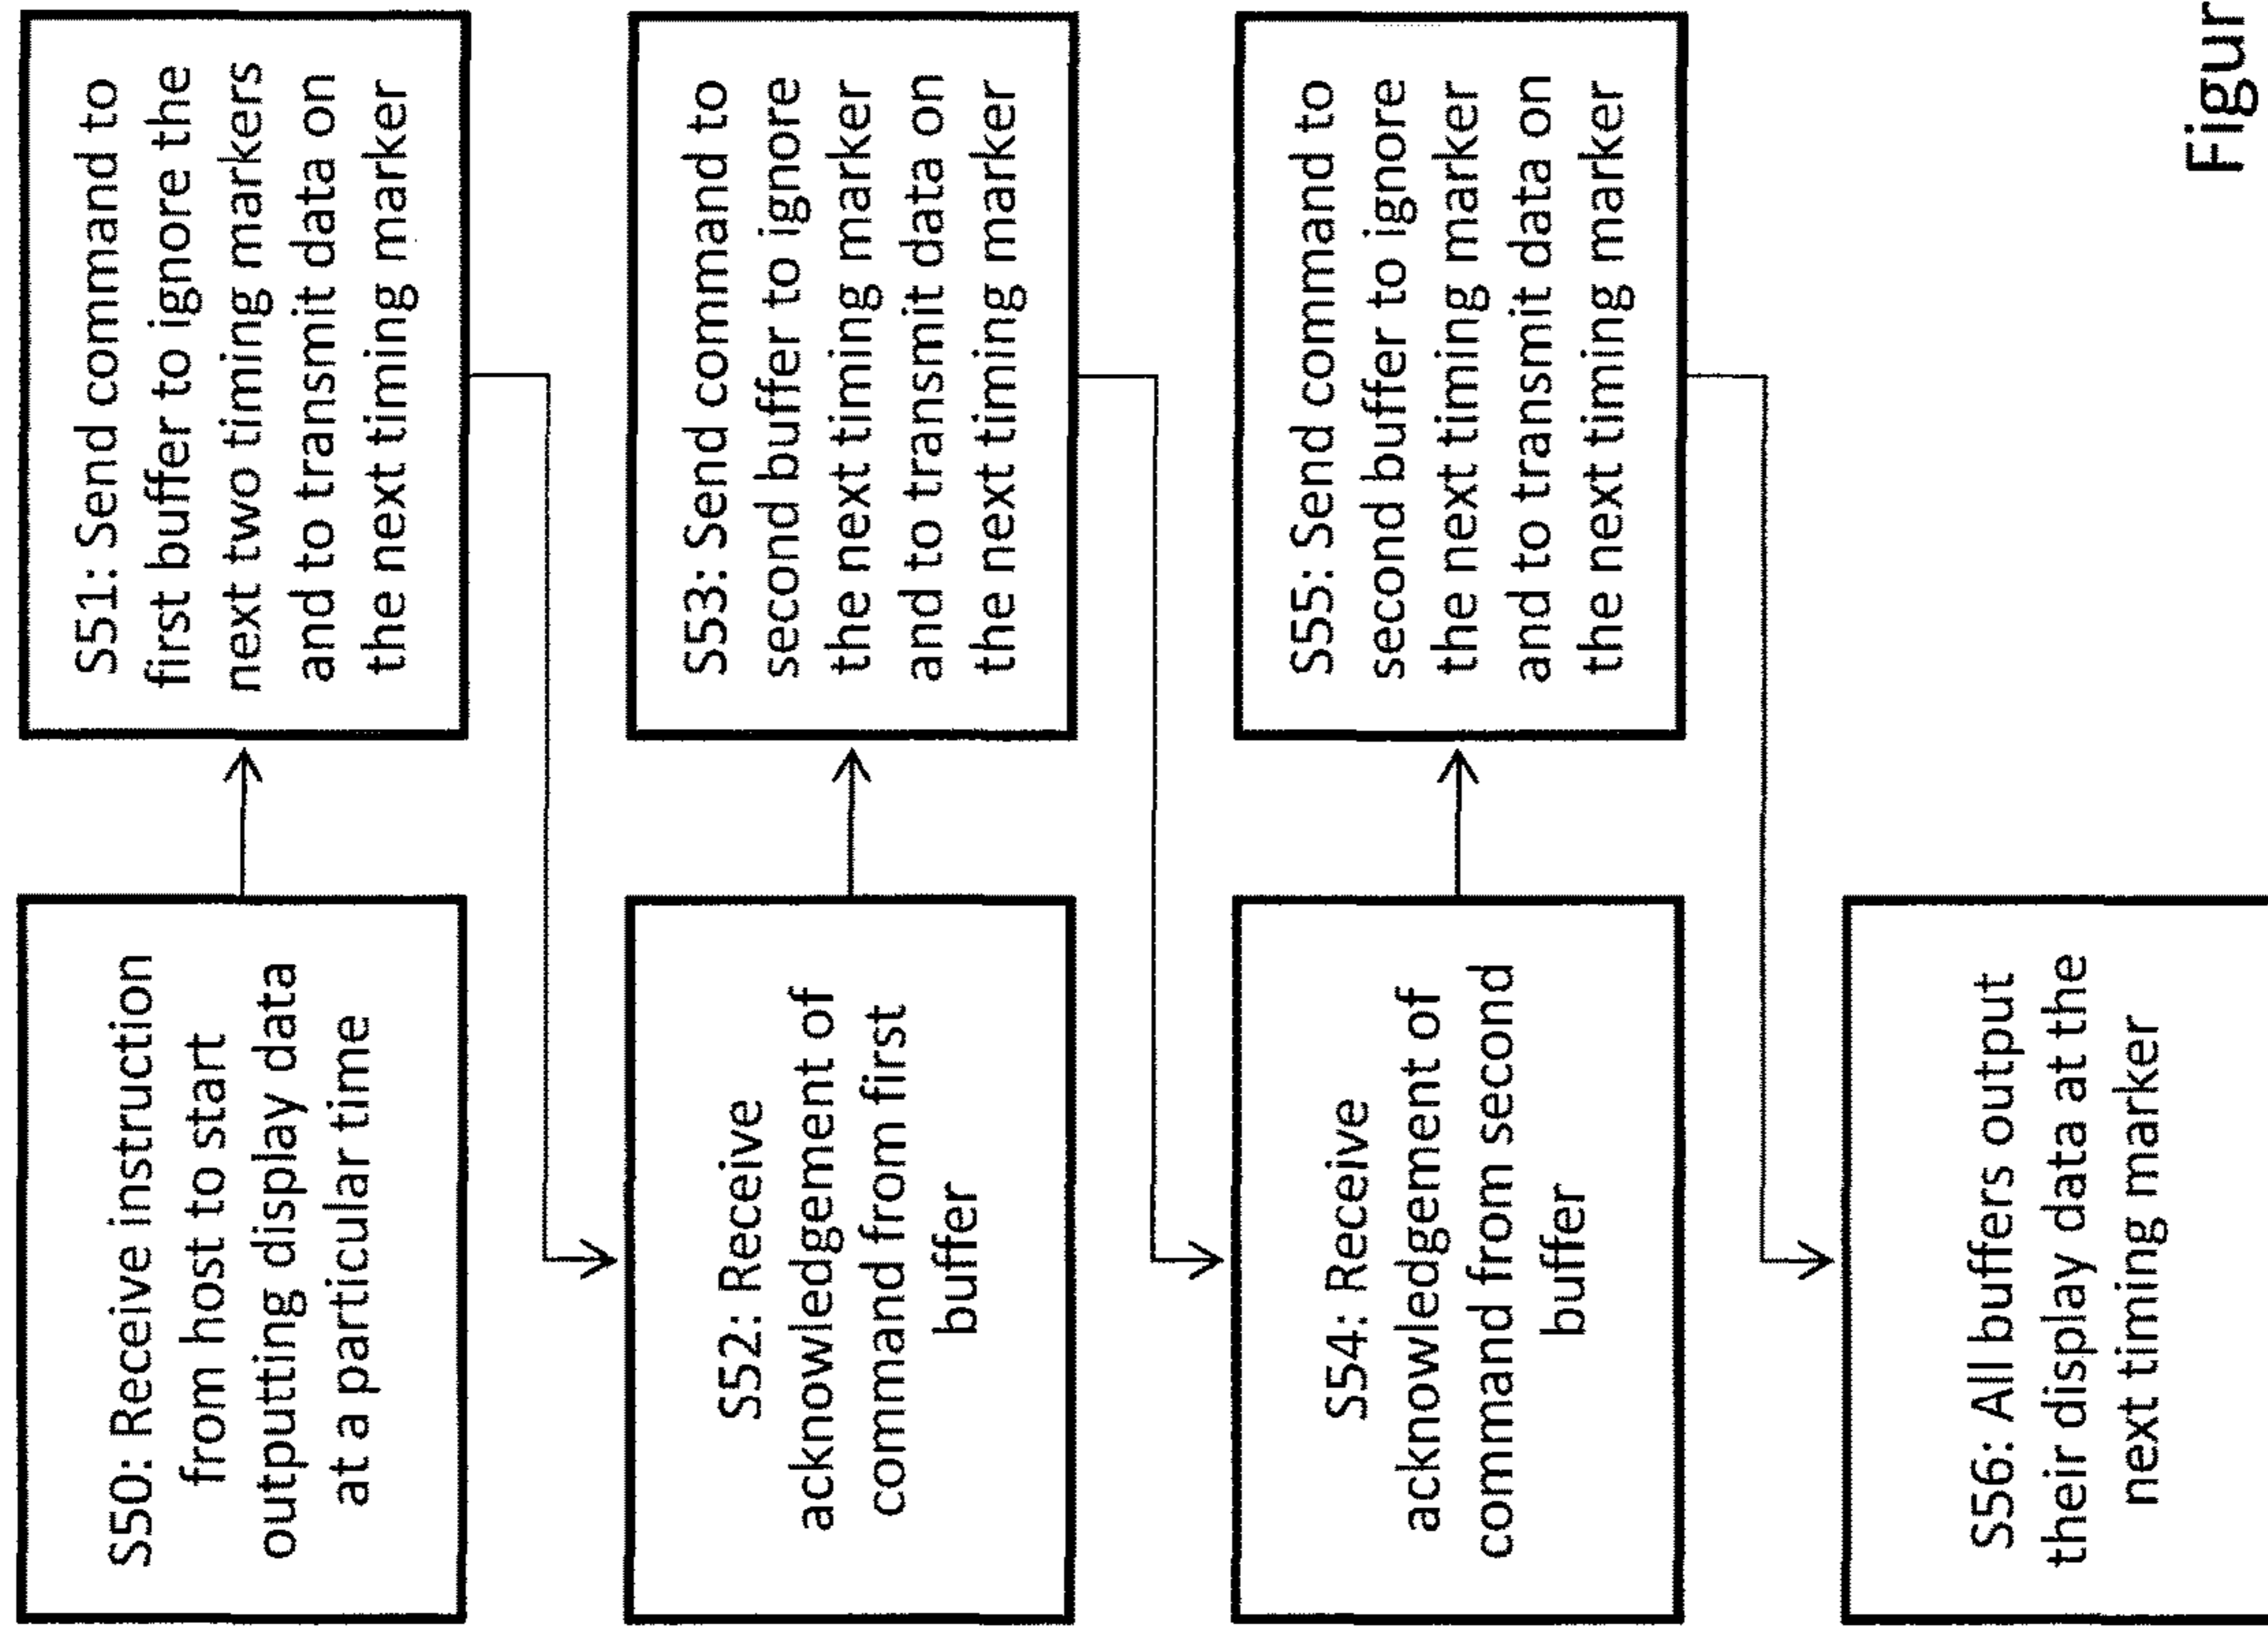 S50: Receive instruction
from host to start
outputting display data
at a particular time
S51: Send command to
first buffer to ignore the
next two timing markers
and to transmit data on
the next timing marker
S52: Receive
acknowledgement of
command from first
buffer
S53: Send command to
second buffer to ignore
the next timing marker
and to transmit data on
the next timing marker
S54: Receive
acknowledgement of
command from second
buffer
S55: Send command to
second buffer to ignore
the next timing marker
and to transmit data on
the next timing marker
S56: All buffers output
their display data at the
next timing marker
Figur